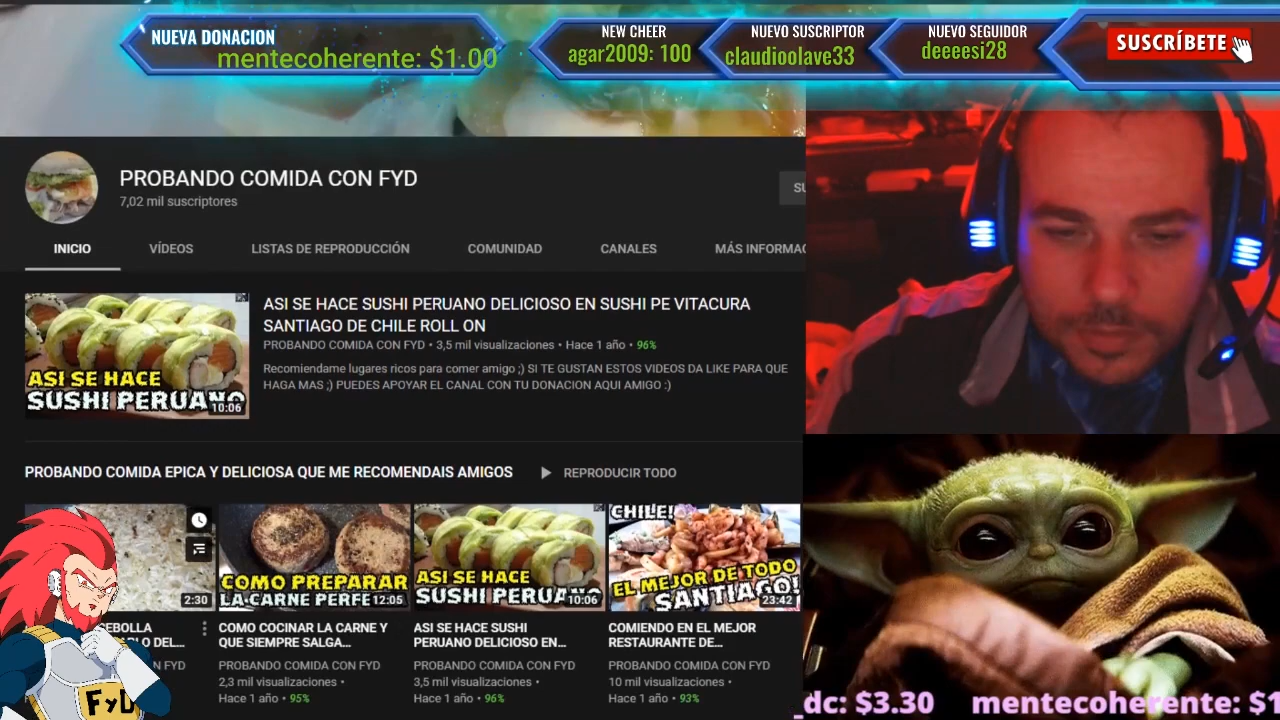 NUEVA DONACION
mentecoherente: $1.00
NEW CHEER
agar2009: 100
NUEVO SUSCRIPTOR
claudioolave33
NUEVO SEGUIDOR
deeeesi28
SUSCRÍBETE
PROBANDO COMIDA CON FYD
7,02 mil suscriptores
SU
INICIO
VÍDEOS
LISTAS DE REPRODUCCIÓN
COMUNIDAD
CANALES
MÁS INFORMAC
ASI SE HACE
SUSHI PERUANO
10:06
ASI SE HACE SUSHI PERUANO DELICIOSO EN SUSHI PE VITACURA
SANTIAGO DE CHILE ROLL ON
PROBANDO COMIDA CON FYD • 3,5 mil visualizaciones • Hace 1 año • 96%
Recomiendame lugares ricos para comer amigo ;) SI TE GUSTAN ESTOS VIDEOS DA LIKE PARA QUE
HAGA MAS ;) PUEDES APOYAR EL CANAL CON TU DONACION AQUI AMIGO :)
PROBANDO COMIDA EPICA Y DELICIOSA QUE ME RECOMENDAIS AMIGOS
REPRODUCIR TODO
2:30
COMO PREPARAR
LA CARNE PERFE
12:05
ASI SE HACE
SUSHI PERUANO
10:06
CHILE!
EL MEJOR DE TODO
SANTIAGO!
23:42
CEBOLLA
DEL...
N FYD
COMO COCINAR LA CARNE Y
QUE SIEMPRE SALGA...
PROBANDO COMIDA CON FYD
2,3 mil visualizaciones •
Hace 1 año • 95%
ASI SE HACE SUSHI
PERUANO DELICIOSO EN...
PROBANDO COMIDA CON FYD
3,5 mil visualizaciones •
Hace 1 año • 96%
COMIENDO EN EL MEJOR
RESTAURANTE DE...
PROBANDO COMIDA CON FYD
10 mil visualizaciones •
Hace 1 año • 93%
FyD
_dc: $3.30 mentecoherente: $1